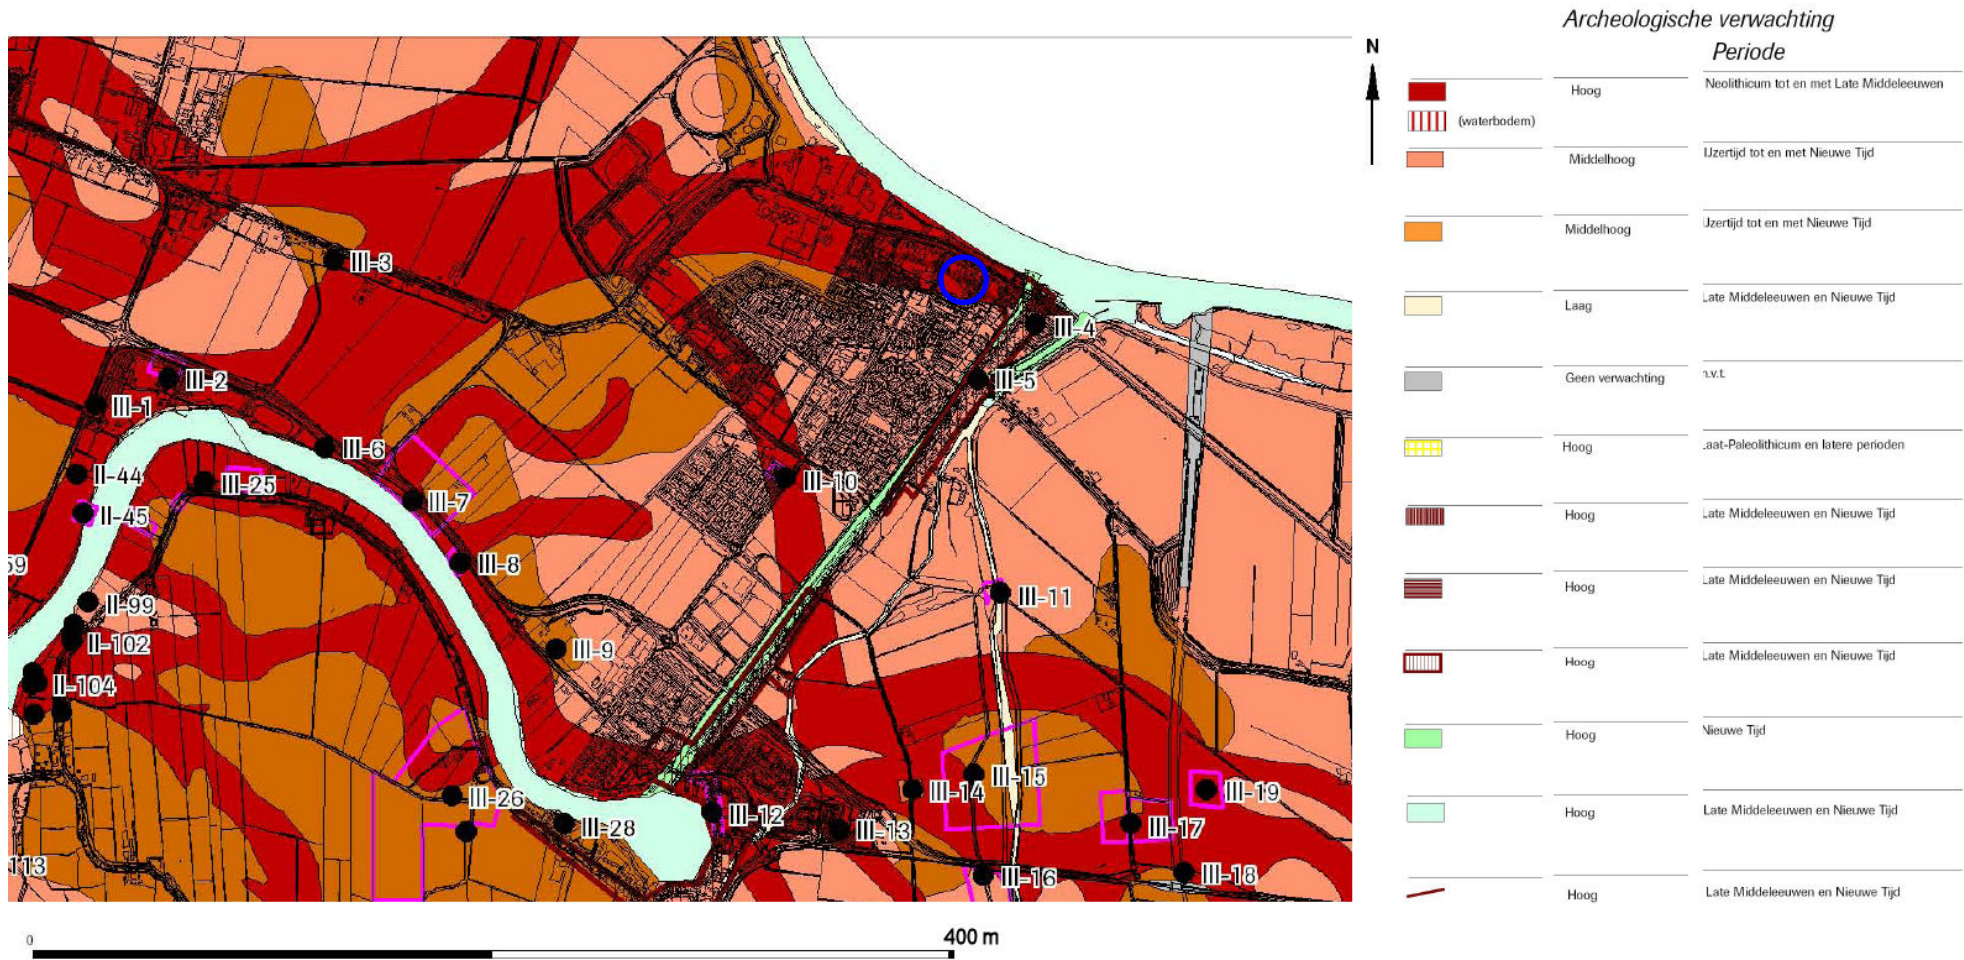 Archeologische verwachting
Periode
N
Hoog Neolithicum tot en met Late Middeleeuwen
(waterbodem)
Middelhoog IJzertijd tot en met Nieuwe Tijd
Middelhoog IJzertijd tot en met Nieuwe Tijd
Laag Late Middeleeuwen en Nieuwe Tijd
Geen verwachting n.v.t.
Hoog Laat-Paleolithicum en latere perioden
Hoog Late Middeleeuwen en Nieuwe Tijd
Hoog Late Middeleeuwen en Nieuwe Tijd
Hoog Late Middeleeuwen en Nieuwe Tijd
Hoog Nieuwe Tijd
Hoog Late Middeleeuwen en Nieuwe Tijd
Hoog Late Middeleeuwen en Nieuwe Tijd
III-3
III-4
III-2
III-5
III-1
III-6
II-44
III-25
III-10
III-7
II-45
59
III-8
III-11
II-99
II-102
III-9
II-104
III-15
III-14
III-19
III-26
III-12
III-28
III-13
III-17
113
III-16
III-18
0
400 m